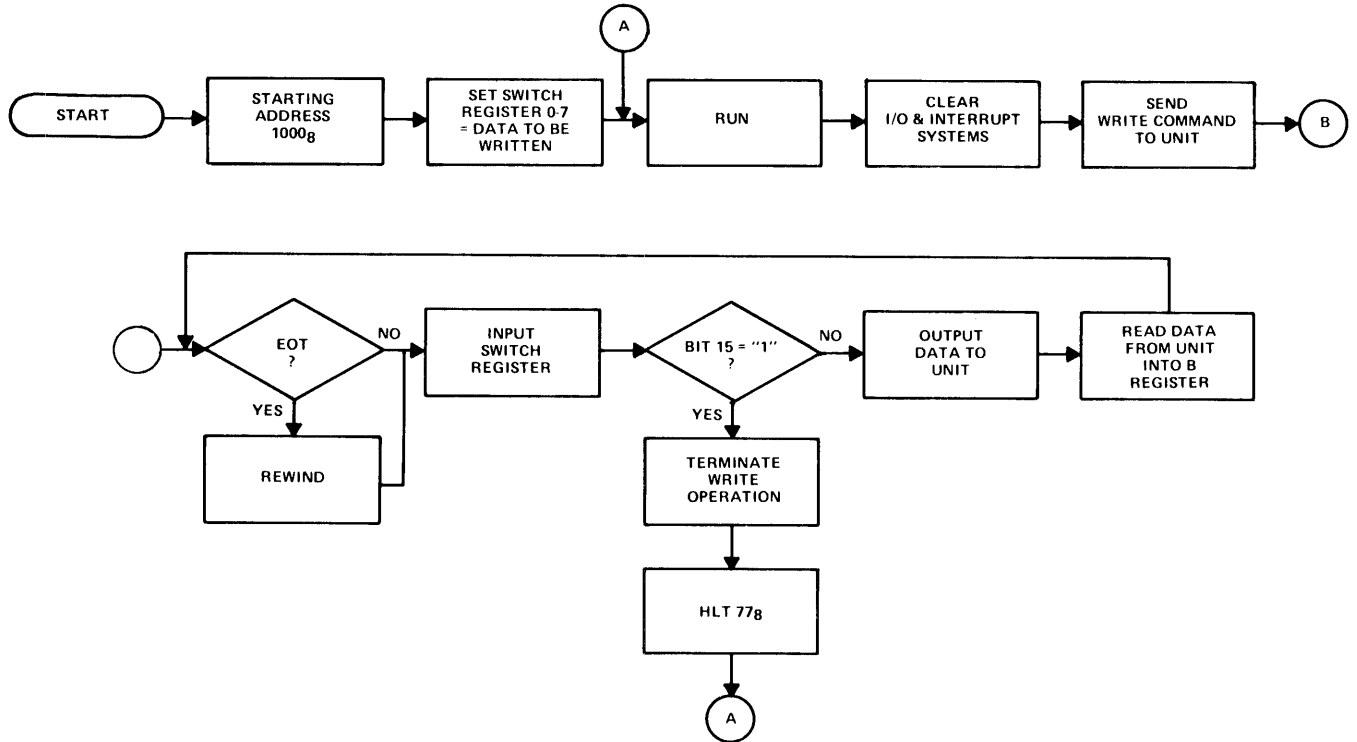 A
START
STARTING
ADDRESS
1000₈
SET SWITCH
REGISTER 0-7
= DATA TO BE
WRITTEN
RUN
CLEAR
I/O & INTERRUPT
SYSTEMS
SEND
WRITE COMMAND
TO UNIT
B
EOT
?
NO
YES
REWIND
INPUT
SWITCH
REGISTER
BIT 15 = "1"
?
NO
YES
OUTPUT
DATA TO
UNIT
READ DATA
FROM UNIT
INTO B
REGISTER
TERMINATE
WRITE
OPERATION
HLT 77₈
A